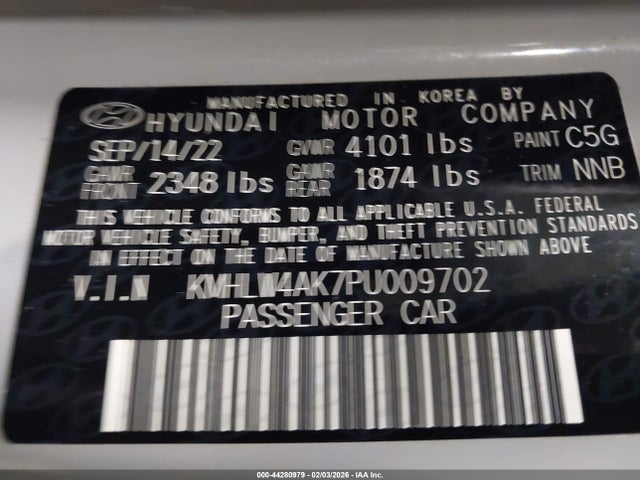 MANUFACTURED IN KOREA BY
HYUNDAI MOTOR COMPANY
SEP/14/22 GVWR 4101 lbs PAINT C5G
GAWR FRONT 2348 lbs GAWR REAR 1874 lbs TRIM NNB
THIS VEHICLE CONFORMS TO ALL APPLICABLE U.S.A. FEDERAL
MOTOR VEHICLE SAFETY, BUMPER, AND THEFT PREVENTION STANDARDS
IN EFFECT ON THE DATE OF MANUFACTURE SHOWN ABOVE
V.I.N KMHLW4AK7PU009702
PASSENGER CAR
000-44280979 - 02/03/2026 - IAA Inc.